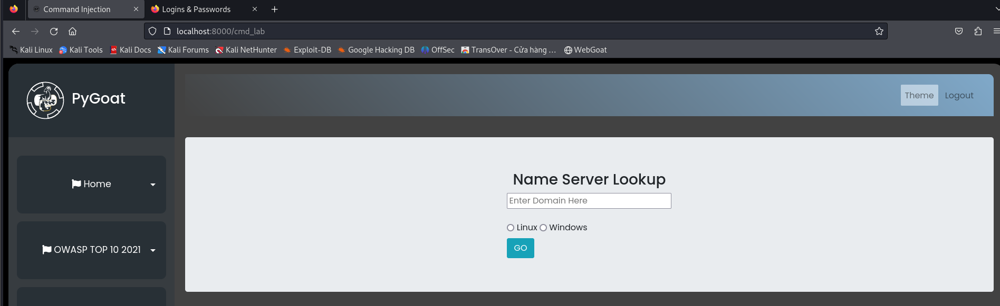 Command Injection
Logins & Passwords
localhost:8000/cmd_lab
Kali Linux Kali Tools Kali Docs Kali Forums Kali NetHunter Exploit-DB Google Hacking DB OffSec TransOver - Cửa hàng ... WebGoat
PyGoat
Theme Logout
Home
OWASP TOP 10 2021
Name Server Lookup
Enter Domain Here
Linux Windows
GO